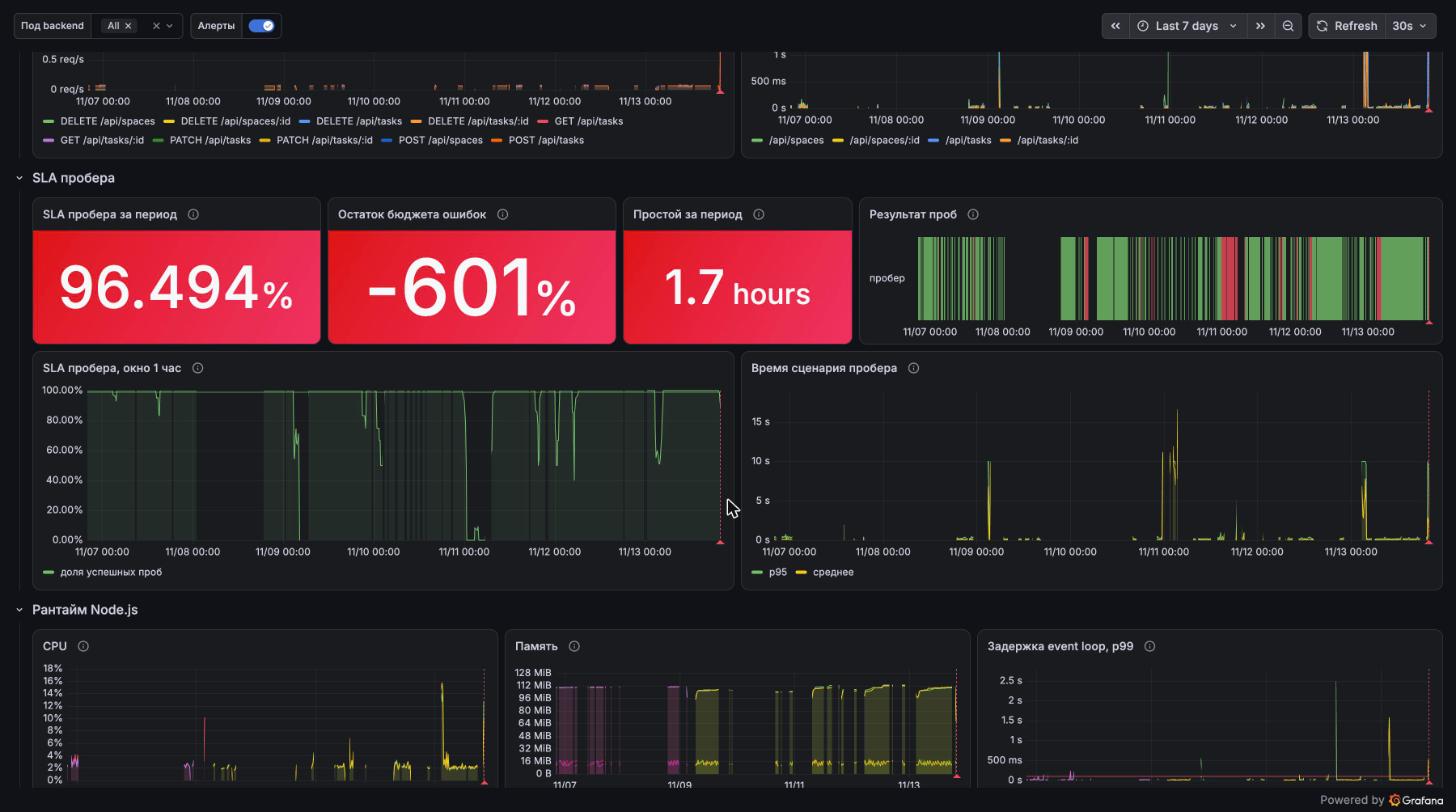 Под backend All Алерты Last 7 days Refresh 30s
0.5 req/s
0 req/s
11/07 00:00 11/08 00:00 11/09 00:00 11/10 00:00 11/11 00:00 11/12 00:00 11/13 00:00
DELETE /api/spaces DELETE /api/spaces/:id DELETE /api/tasks DELETE /api/tasks/:id GET /api/tasks
GET /api/tasks/:id PATCH /api/tasks PATCH /api/tasks/:id POST /api/spaces POST /api/tasks
1 s
500 ms
0 s
11/07 00:00 11/08 00:00 11/09 00:00 11/10 00:00 11/11 00:00 11/12 00:00 11/13 00:00
/api/spaces /api/spaces/:id /api/tasks /api/tasks/:id
SLA пробера
SLA пробера за период
96.494%
Остаток бюджета ошибок
-601%
Простой за период
1.7 hours
Результат проб
пробер
11/07 00:00 11/08 00:00 11/09 00:00 11/10 00:00 11/11 00:00 11/12 00:00 11/13 00:00
SLA пробера, окно 1 час
100.00%
80.00%
60.00%
40.00%
20.00%
0.00%
11/07 00:00 11/08 00:00 11/09 00:00 11/10 00:00 11/11 00:00 11/12 00:00 11/13 00:00
доля успешных проб
Время сценария пробера
15 s
10 s
5 s
0 s
11/07 00:00 11/08 00:00 11/09 00:00 11/10 00:00 11/11 00:00 11/12 00:00 11/13 00:00
p95 среднее
Рантайм Node.js
CPU
18%
16%
14%
12%
10%
8%
6%
4%
2%
0%
Память
128 MiB
112 MiB
96 MiB
80 MiB
64 MiB
48 MiB
32 MiB
16 MiB
0 B
11/07 11/09 11/11 11/13
Задержка event loop, p99
2.5 s
2 s
1.5 s
1 s
500 ms
0 s
Powered by Grafana